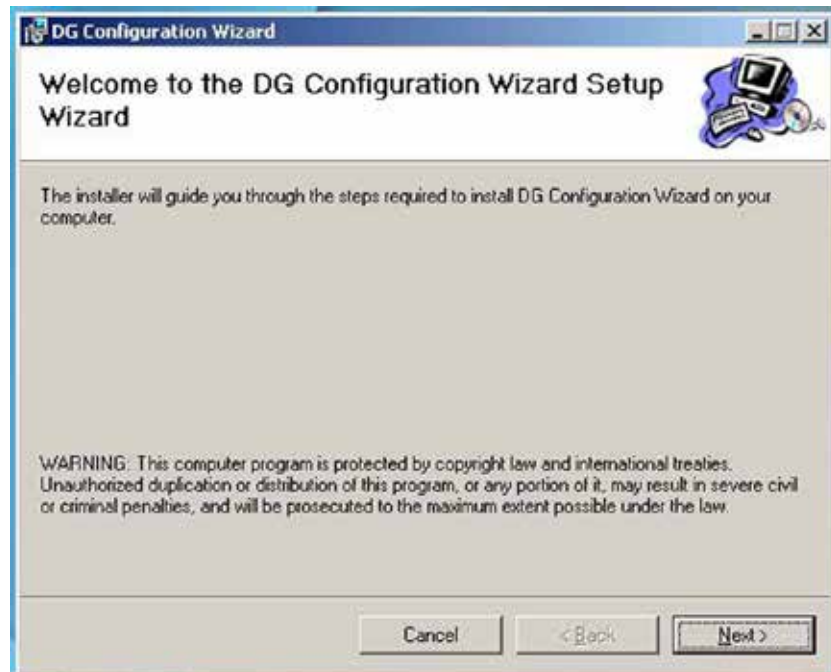 DG Configuration Wizard
Welcome to the DG Configuration Wizard Setup
Wizard
The installer will guide you through the steps required to install DG Configuration Wizard on your
computer.
WARNING: This computer program is protected by copyright law and international treaties.
Unauthorized duplication or distribution of this program, or any portion of it, may result in severe civil
or criminal penalties, and will be prosecuted to the maximum extent possible under the law.
Cancel
< Back
Next >